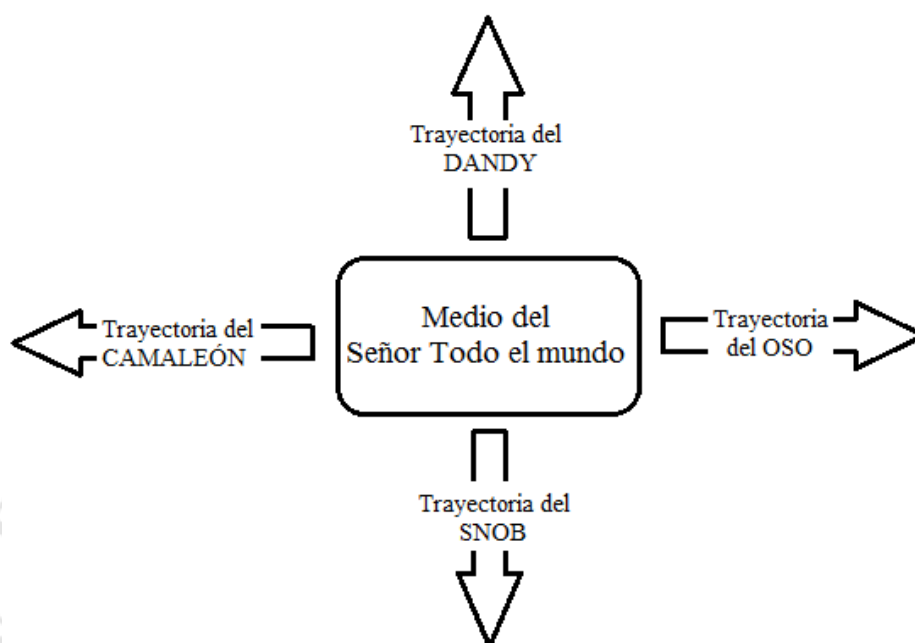 Trayectoria del
DANDY
Trayectoria del
CAMALEÓN
Medio del
Señor Todo el mundo
Trayectoria
del OSO
Trayectoria del
SNOB